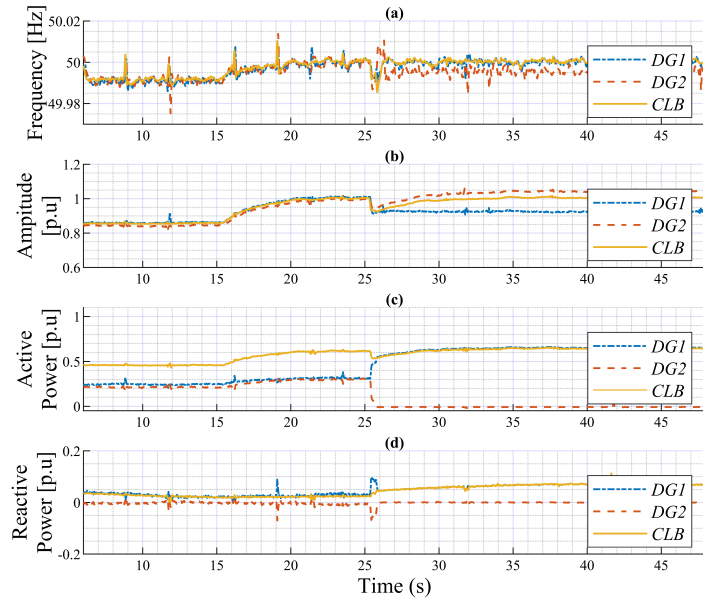 (a)
50.02
50
49.98
Frequency [Hz]
DG1
DG2
CLB
10 15 20 25 30 35 40 45
(b)
1.2
1
0.8
0.6
Ampitude
[p.u]
DG1
DG2
CLB
10 15 20 25 30 35 40 45
(c)
1
0.5
0
Active
Power [p.u]
DG1
DG2
CLB
10 15 20 25 30 35 40 45
(d)
0.2
0
-0.2
Reactive
Power [p.u]
DG1
DG2
CLB
10 15 20 25 30 35 40 45
Time (s)